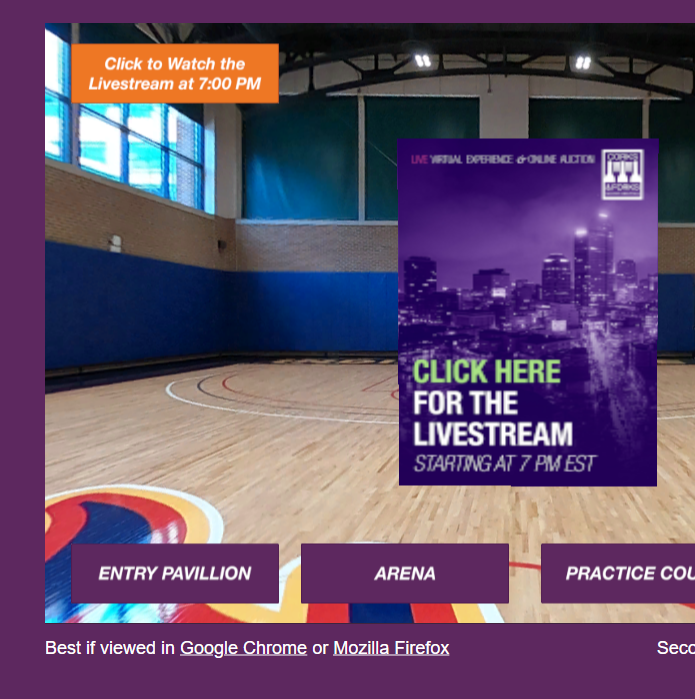 Click to Watch the
Livestream at 7:00 PM
LIVE VIRTUAL EXPERIENCE & ONLINE AUCTION
CORKS
& FORKS
CLICK HERE
FOR THE
LIVESTREAM
STARTING AT 7 PM EST
ENTRY PAVILLION
ARENA
PRACTICE COU
Best if viewed in Google Chrome or Mozilla Firefox
Seco